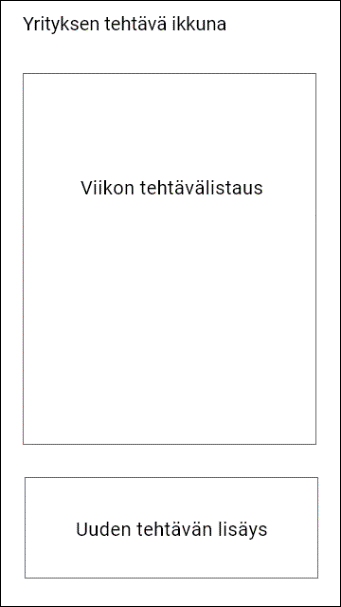 Yrityksen tehtävä ikkuna
Viikon tehtävälistaus
Uuden tehtävän lisäys